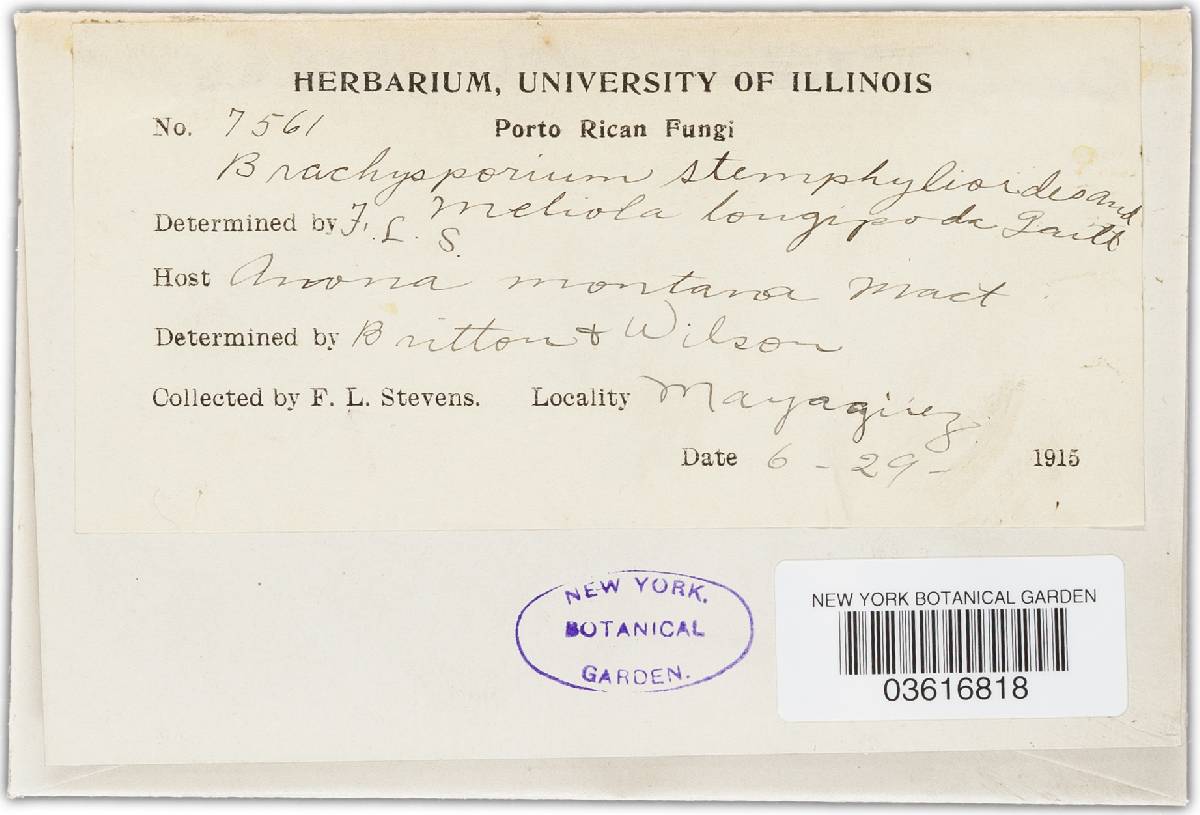 HERBARIUM, UNIVERSITY OF ILLINOIS
No. 7561 Porto Rican Fungi
Brachysporium stemphylioides and
Determined by F. L. S. Meliola longipoda Gaill
Host Anona montana Mact
Determined by Britton + Wilson
Collected by F. L. Stevens. Locality Mayagüez
Date 6-29- 1915
NEW YORK.
BOTANICAL
GARDEN.
NEW YORK BOTANICAL GARDEN
03616818